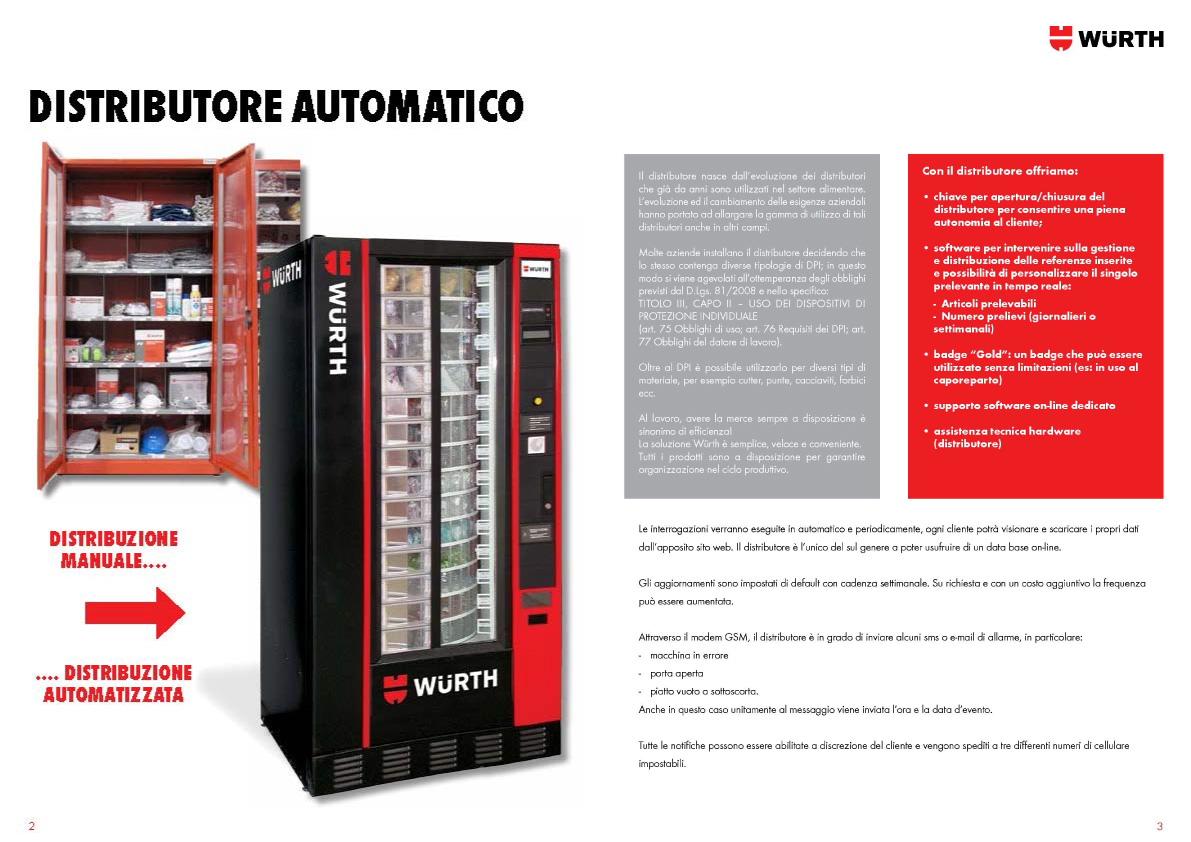 WÜRTH
DISTRIBUTORE AUTOMATICO
WÜRTH
WÜRTH
WÜRTH
WÜRTH
DISTRIBUZIONE
MANUALE....
.... DISTRIBUZIONE
AUTOMATIZZATA
Il distributore nasce dall'evoluzione dei distributori
che già da anni sono utilizzati nel settore alimentare.
L'evoluzione ed il cambiamento delle esigenze aziendali
hanno portato ad allargare la gamma di utilizzo di tali
distributori anche in altri campi.
Molte aziende installano il distributore decidendo che
lo stesso contenga diverse tipologie di DPI; in questo
modo si viene agevolati all'ottemperanza degli obblighi
previsti dal D.Lgs. 81/2008 e nello specifico:
TITOLO III, CAPO II – USO DEI DISPOSITIVI DI
PROTEZIONE INDIVIDUALE
(art. 75 Obblighi di uso; art. 76 Requisiti dei DPI; art.
77 Obblighi del datore di lavoro).
Oltre al DPI è possibile utilizzarlo per diversi tipi di
materiale, per esempio cutter, punte, cacciaviti, forbici
ecc.
Al lavoro, avere la merce sempre a disposizione è
sinonimo di efficienza!
La soluzione Würth è semplice, veloce e conveniente.
Tutti i prodotti sono a disposizione per garantire
organizzazione nel ciclo produttivo.
Con il distributore offriamo:
• chiave per apertura/chiusura del
distributore per consentire una piena
autonomia al cliente;
• software per intervenire sulla gestione
e distribuzione delle referenze inserite
e possibilità di personalizzare il singolo
prelevante in tempo reale:
- Articoli prelevabili
- Numero prelievi (giornalieri o
settimanali)
• badge "Gold": un badge che può essere
utilizzato senza limitazioni (es: in uso al
caporeparto)
• supporto software on-line dedicato
• assistenza tecnica hardware
(distributore)
Le interrogazioni verranno eseguite in automatico e periodicamente, ogni cliente potrà visionare e scaricare i propri dati
dall'apposito sito web. Il distributore è l'unico del sul genere a poter usufruire di un data base on-line.
Gli aggiornamenti sono impostati di default con cadenza settimanale. Su richiesta e con un costo aggiuntivo la frequenza
può essere aumentata.
Attraverso il modem GSM, il distributore è in grado di inviare alcuni sms o e-mail di allarme, in particolare:
- macchina in errore
- porta aperta
- piatto vuoto o sottoscorta.
Anche in questo caso unitamente al messaggio viene inviata l'ora e la data d'evento.
Tutte le notifiche possono essere abilitate a discrezione del cliente e vengono spediti a tre differenti numeri di cellulare
impostabili.
2
3